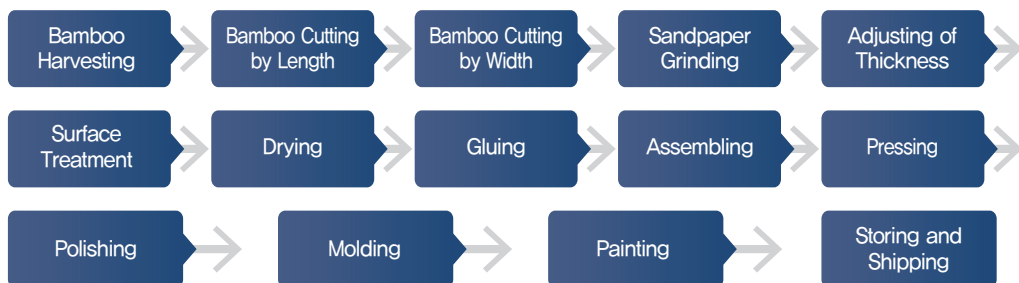 Bamboo
Harvesting
Bamboo Cutting
by Length
Bamboo Cutting
by Width
Sandpaper
Grinding
Adjusting of
Thickness
Surface
Treatment
Drying
Gluing
Assembling
Pressing
Polishing
Molding
Painting
Storing and
Shipping